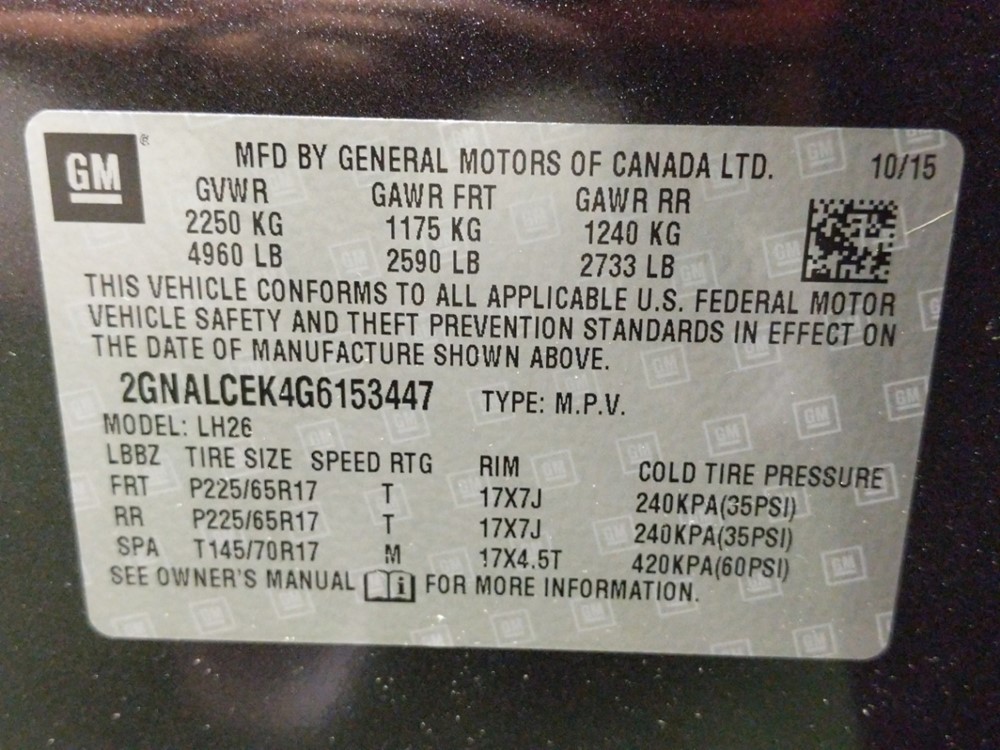 GM ®
MFD BY GENERAL MOTORS OF CANADA LTD. 10/15
GVWR GAWR FRT GAWR RR
2250 KG 1175 KG 1240 KG
4960 LB 2590 LB 2733 LB
THIS VEHICLE CONFORMS TO ALL APPLICABLE U.S. FEDERAL MOTOR
VEHICLE SAFETY AND THEFT PREVENTION STANDARDS IN EFFECT ON
THE DATE OF MANUFACTURE SHOWN ABOVE.
2GNALCEK4G6153447 TYPE: M.P.V.
MODEL: LH26
LBBZ TIRE SIZE SPEED RTG RIM COLD TIRE PRESSURE
FRT P225/65R17 T 17X7J 240KPA(35PSI)
RR P225/65R17 T 17X7J 240KPA(35PSI)
SPA T145/70R17 M 17X4.5T 420KPA(60PSI)
SEE OWNER'S MANUAL i FOR MORE INFORMATION.